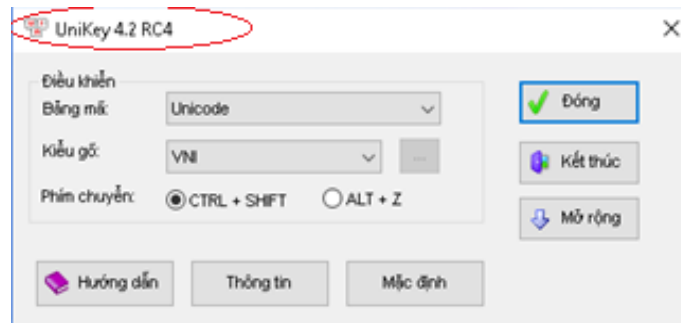 UniKey 4.2 RC4
Điều khiển
Bảng mã: Unicode
Đóng
Kiểu gõ: VNI ...
Kết thúc
Phím chuyển: CTRL + SHIFT ALT + Z
Mở rộng
Hướng dẫn Thông tin Mặc định